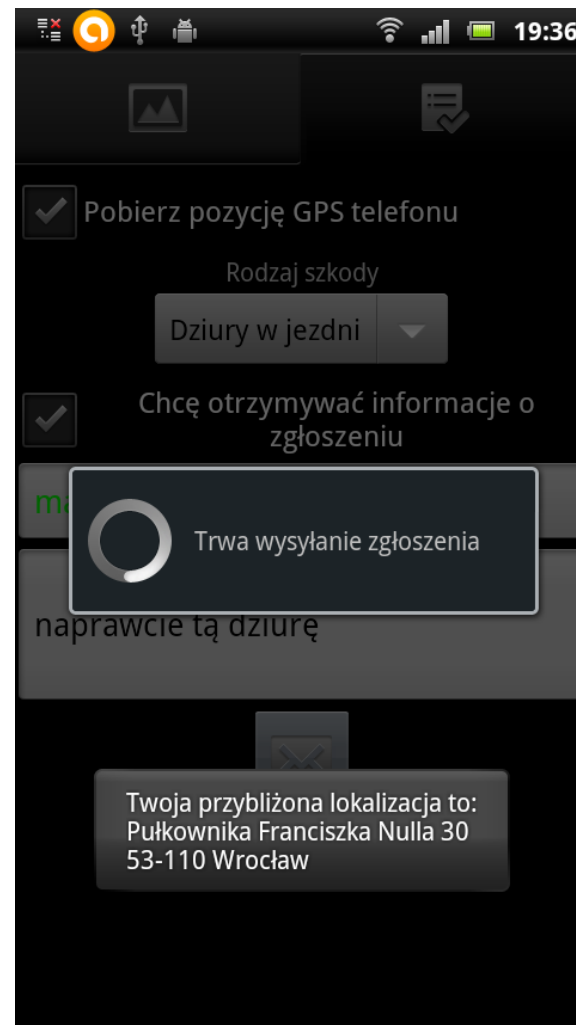 19:36
Pobierz pozycję GPS telefonu
Rodzaj szkody
Dziury w jezdni
Chcę otrzymywać informacje o
zgłoszeniu
Trwa wysyłanie zgłoszenia
naprawcie tą dziurę
Twoja przybliżona lokalizacja to:
Pułkownika Franciszka Nulla 30
53-110 Wrocław